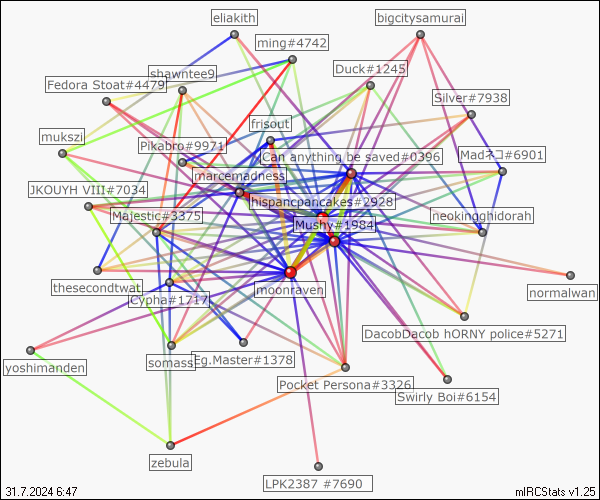 eliakith
bigcitysamurai
ming#4742
shawntee9
Duck#1245
Fedora Stoat#4479
Silver#7938
frisout
mukszi
Pikabro#9971
Can anything be saved#0396
Madネコ#6901
marcemadness
JKOUYH VIII#7034
hispancpancakes#2928
Majestic#3375
neokingghidorah
Mushy#1984
thesecondtwat
moonraven
normalwan
Cypha#1717
DacobDacob hORNY police#5271
somass
Eg.Master#1378
yoshimanden
Pocket Persona#3326
Swirly Boi#6154
zebula
LPK2387 #7690
31.7.2024 6:47
mIRCStats v1.25